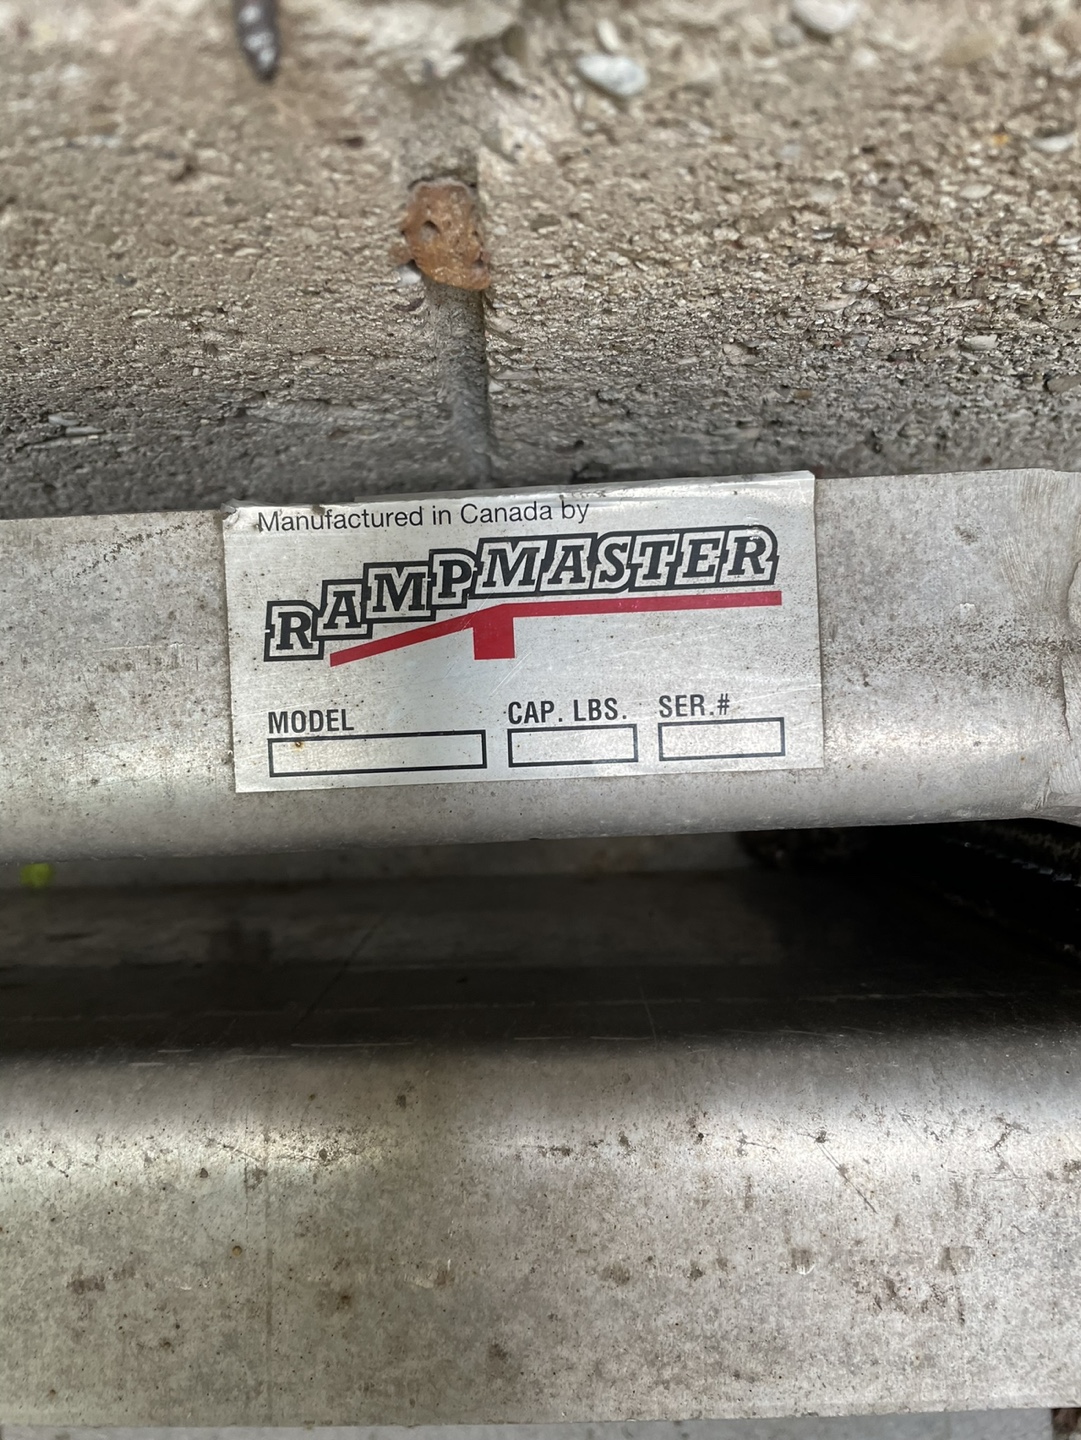 Manufactured in Canada by
RAMPMASTER
MODEL CAP. LBS. SER.#